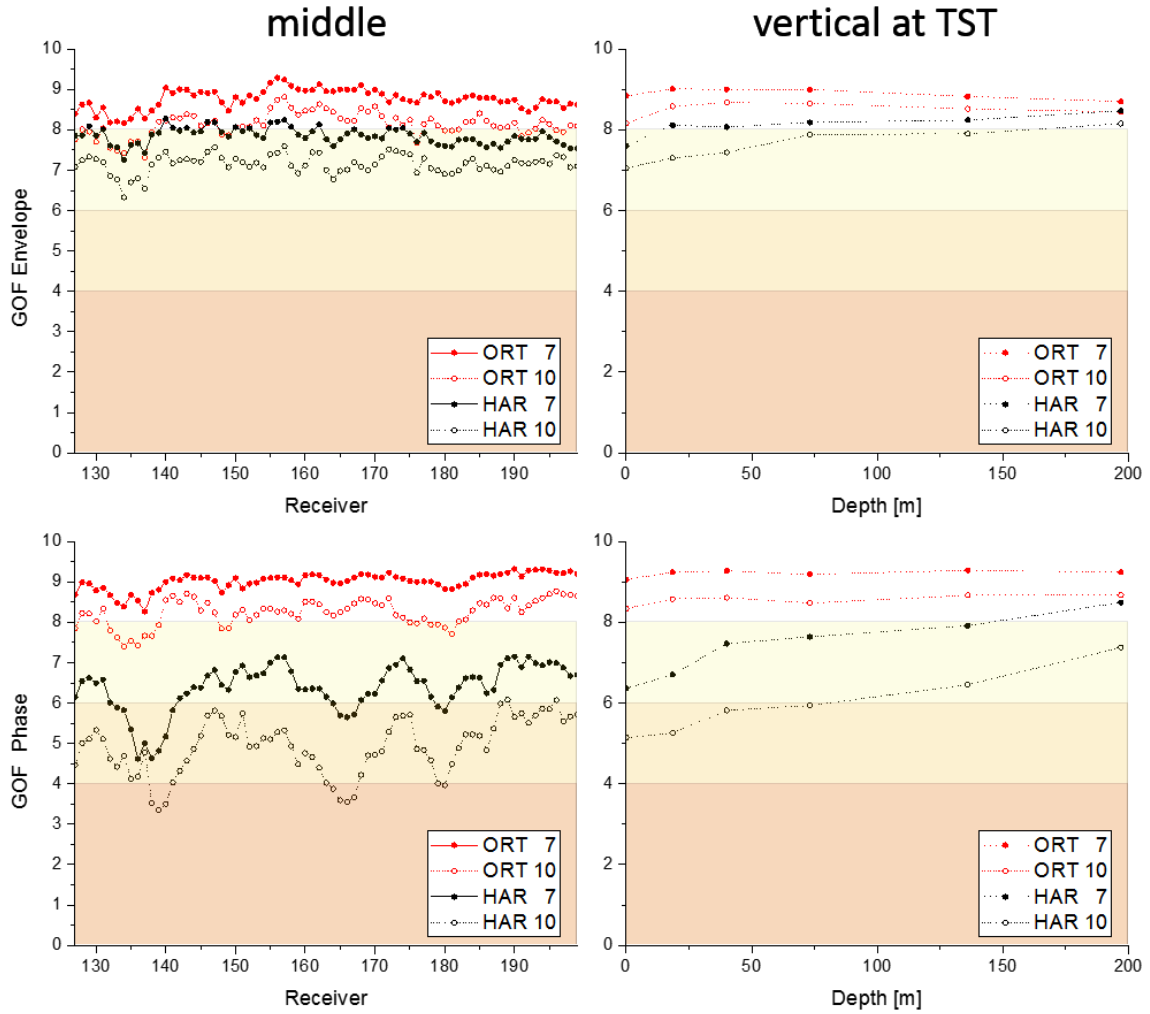 middle
vertical at TST
GOF Envelope
10
9
8
7
6
5
4
3
2
1
0
130 140 150 160 170 180 190
Receiver
ORT 7
ORT 10
HAR 7
HAR 10
10
8
6
4
2
0
0 50 100 150 200
Depth [m]
ORT 7
ORT 10
HAR 7
HAR 10
GOF Phase
10
9
8
7
6
5
4
3
2
1
0
130 140 150 160 170 180 190
Receiver
ORT 7
ORT 10
HAR 7
HAR 10
10
8
6
4
2
0
0 50 100 150 200
Depth [m]
ORT 7
ORT 10
HAR 7
HAR 10